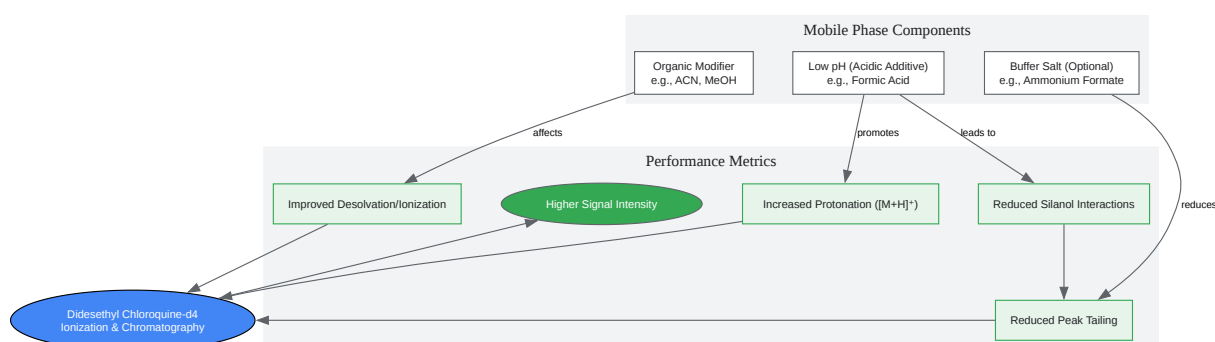 Mobile Phase Components
Organic Modifier
e.g., ACN, MeOH
Low pH (Acidic Additive)
e.g., Formic Acid
Buffer Salt (Optional)
e.g., Ammonium Formate
affects
promotes
leads to
Performance Metrics
Improved Desolvation/Ionization
Higher Signal Intensity
Increased Protonation ([M+H]⁺)
Reduced Silanol Interactions
reduces
Didesethyl Chloroquine-d4
Ionization & Chromatography
Reduced Peak Tailing